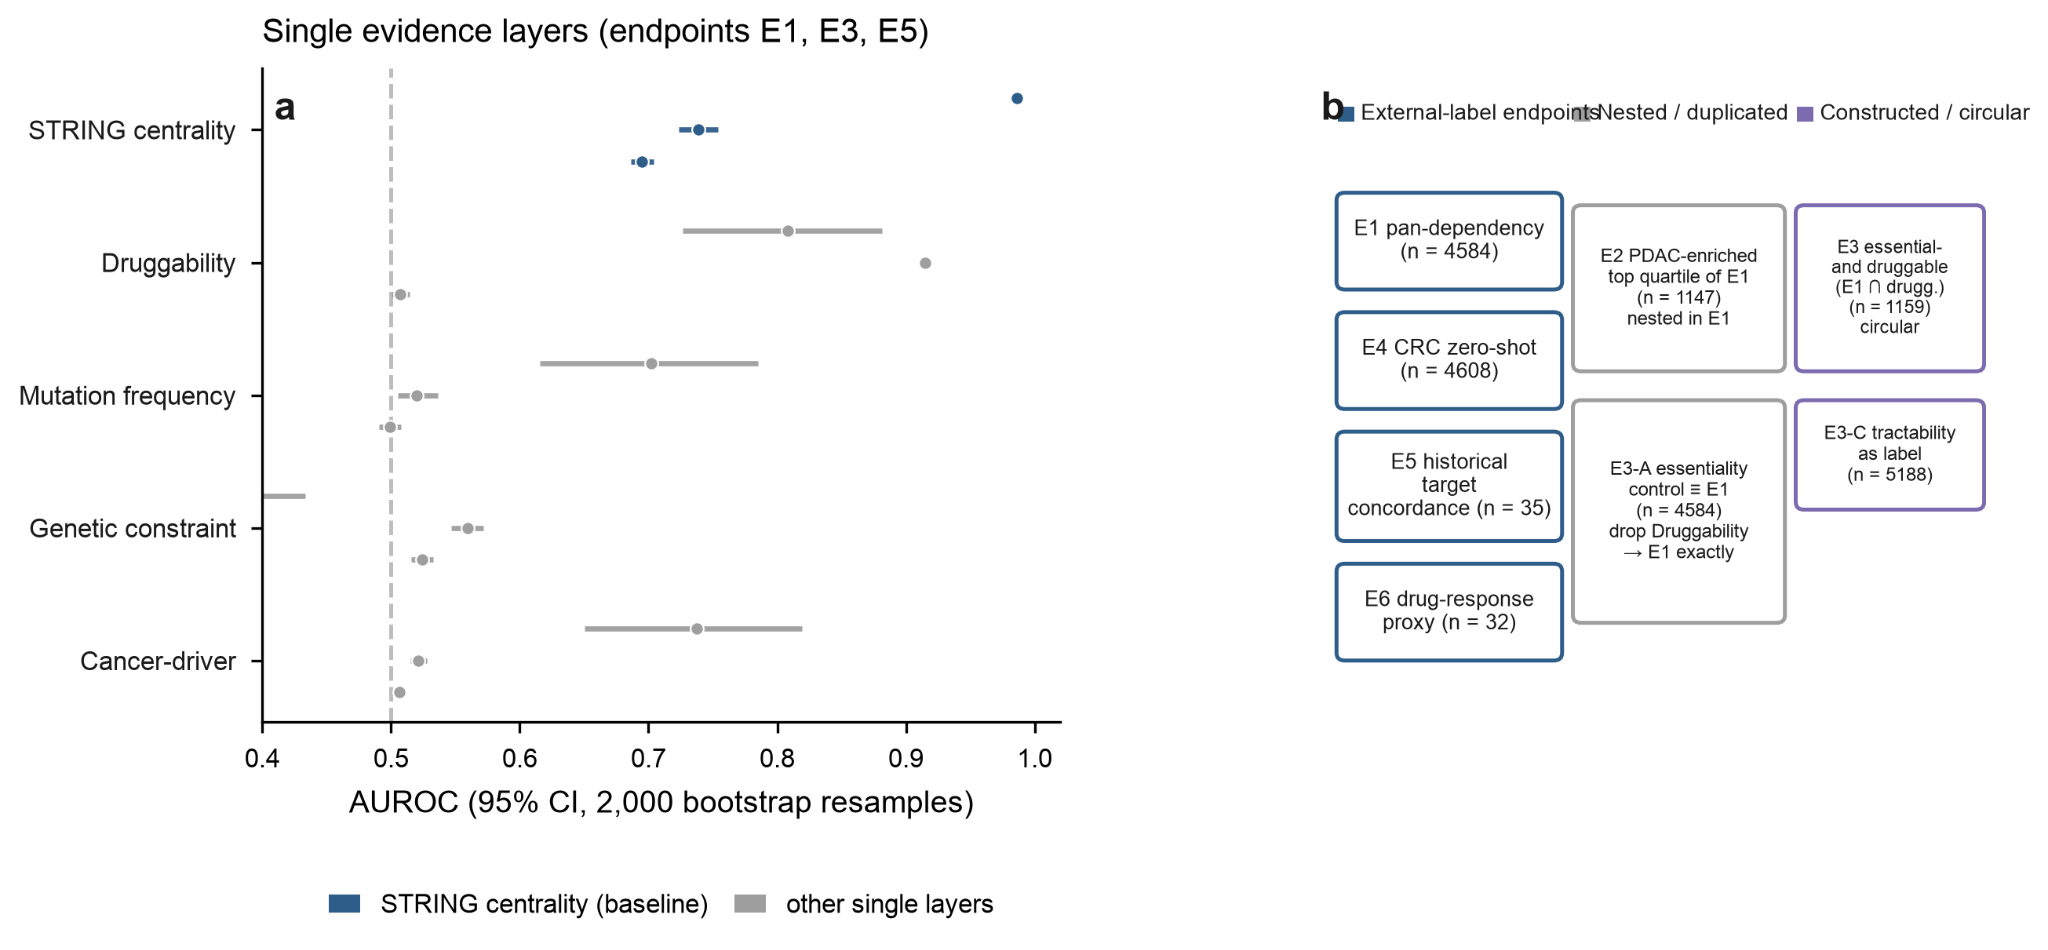 Single evidence layers (endpoints E1, E3, E5)
a
STRING centrality
Druggability
Mutation frequency
Genetic constraint
Cancer-driver
0.4 0.5 0.6 0.7 0.8 0.9 1.0
AUROC (95% CI, 2,000 bootstrap resamples)
STRING centrality (baseline) other single layers
b
External-label endpoints Nested / duplicated Constructed / circular
E1 pan-dependency
(n = 4584)
E4 CRC zero-shot
(n = 4608)
E5 historical
target
concordance (n = 35)
E6 drug-response
proxy (n = 32)
E2 PDAC-enriched
top quartile of E1
(n = 1147)
nested in E1
E3-A essentiality
control ≡ E1
(n = 4584)
drop Druggability
→ E1 exactly
E3 essential-
and druggable
(E1 ∩ drugg.)
(n = 1159)
circular
E3-C tractability
as label
(n = 5188)